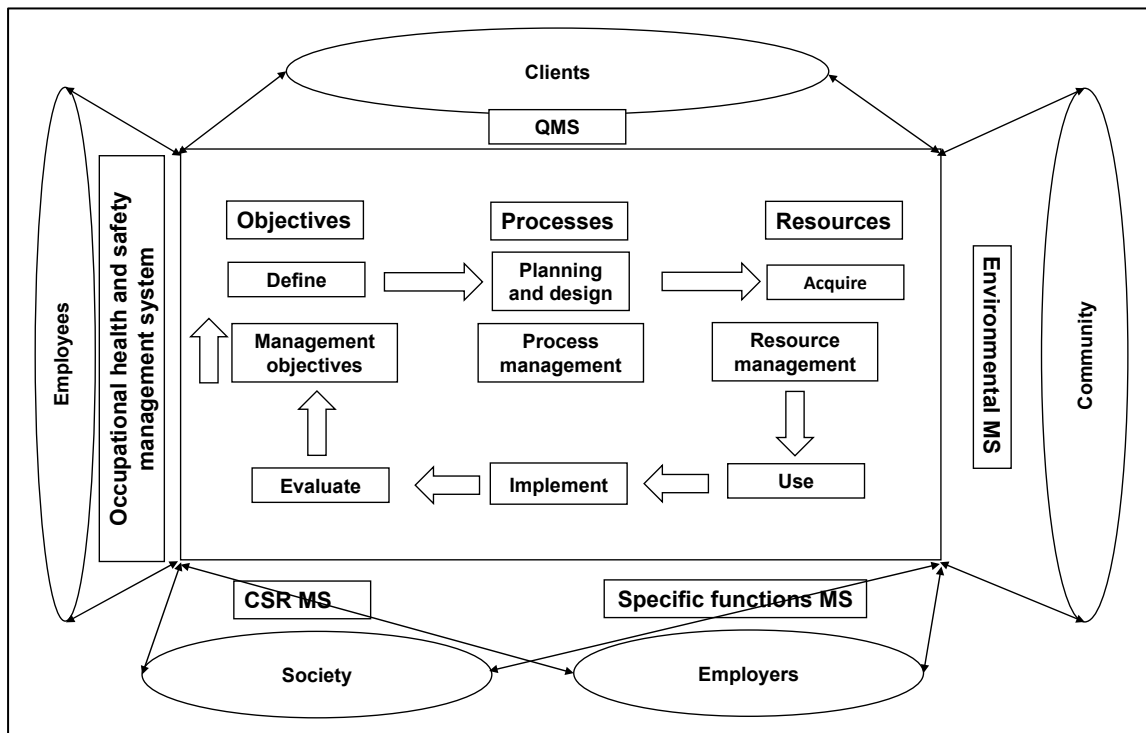 Clients
QMS
Employees
Occupational health and safety
management system
Objectives
Processes
Resources
Define
Planning
and design
Acquire
Management
objectives
Process
management
Resource
management
Evaluate
Implement
Use
Environmental MS
Community
CSR MS
Specific functions MS
Society
Employers